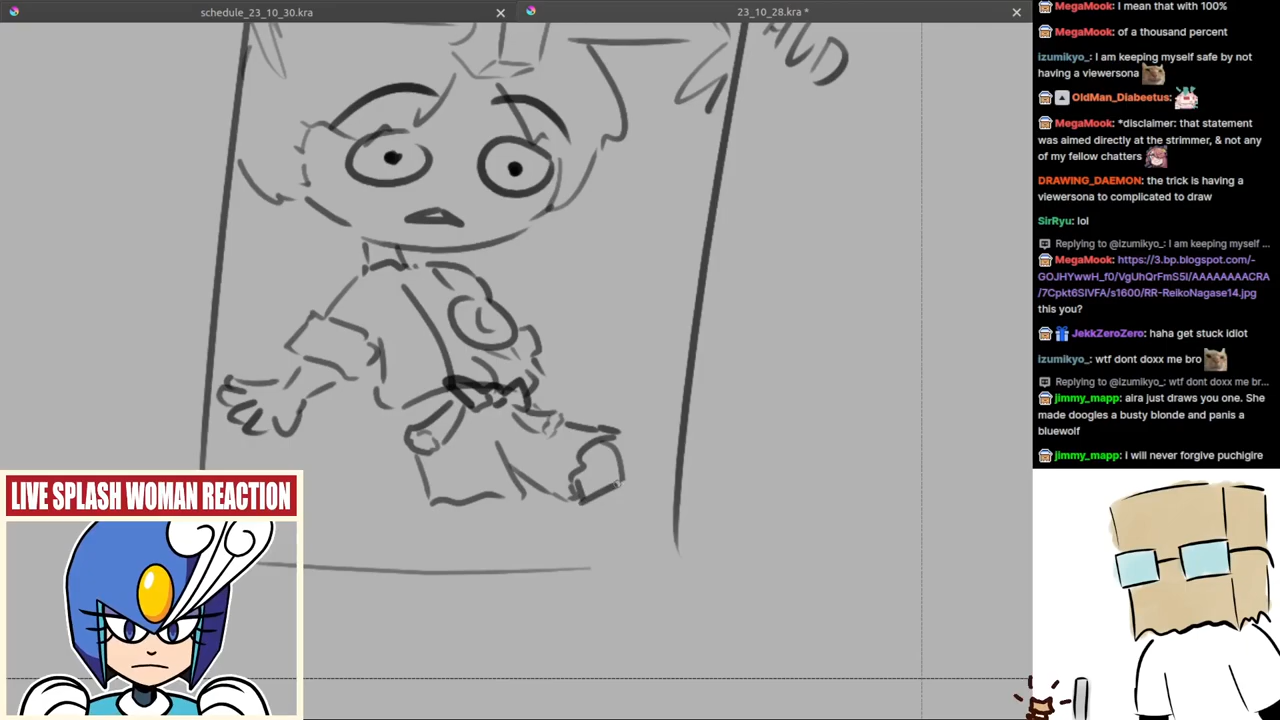 schedule_23_10_30.kra
23_10_28.kra *
MegaMook: I mean that with 100%
MegaMook: of a thousand percent
izumikyo_: I am keeping myself safe by not
having a viewersona
OldMan_Diabeetus:
MegaMook: *disclaimer: that statement
was aimed directly at the strimmer, & not any
of my fellow chatters
DRAWING_DAEMON: the trick is having a
viewersona to complicated to draw
SirRyu: lol
Replying to @izumikyo_: I am keeping myself ...
MegaMook: https://3.bp.blogspot.com/-
GOJHYwwH_f0/VgUhQrFmS5I/AAAAAAAACRA
/7Cpkt6SIVFA/s1600/RR-ReikoNagase14.jpg
this you?
JekkZeroZero: haha get stuck idiot
izumikyo_: wtf dont doxx me bro
Replying to @izumikyo_: wtf dont doxx me br...
jimmy_mapp: alra just draws you one. She
made doogles a busty blonde and panis a
bluewolf
jimmy_mapp: i will never forgive puchigire
LIVE SPLASH WOMAN REACTION